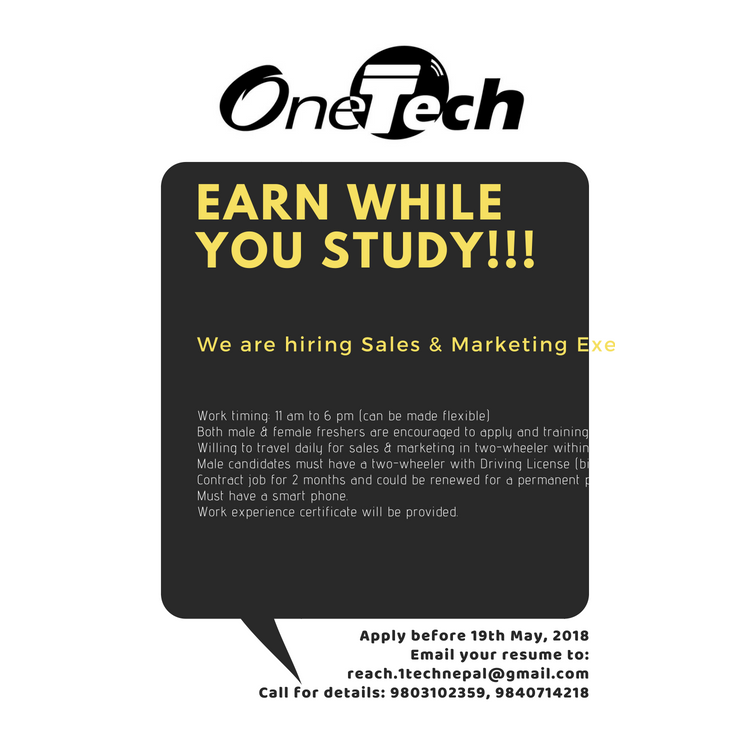 OneTech
EARN WHILE
YOU STUDY!!!
We are hiring Sales & Marketing Exe
Work timing: 11 am to 6 pm (can be made flexible)
Both male & female freshers are encouraged to apply and training
Willing to travel daily for sales & marketing in two-wheeler within
Male candidates must have a two-wheeler with Driving License (bi
Contract job for 2 months and could be renewed for a permanent p
Must have a smart phone.
Work experience certificate will be provided.
Apply before 19th May, 2018
Email your resume to:
reach.1technepal@gmail.com
Call for details: 9803102359, 9840714218